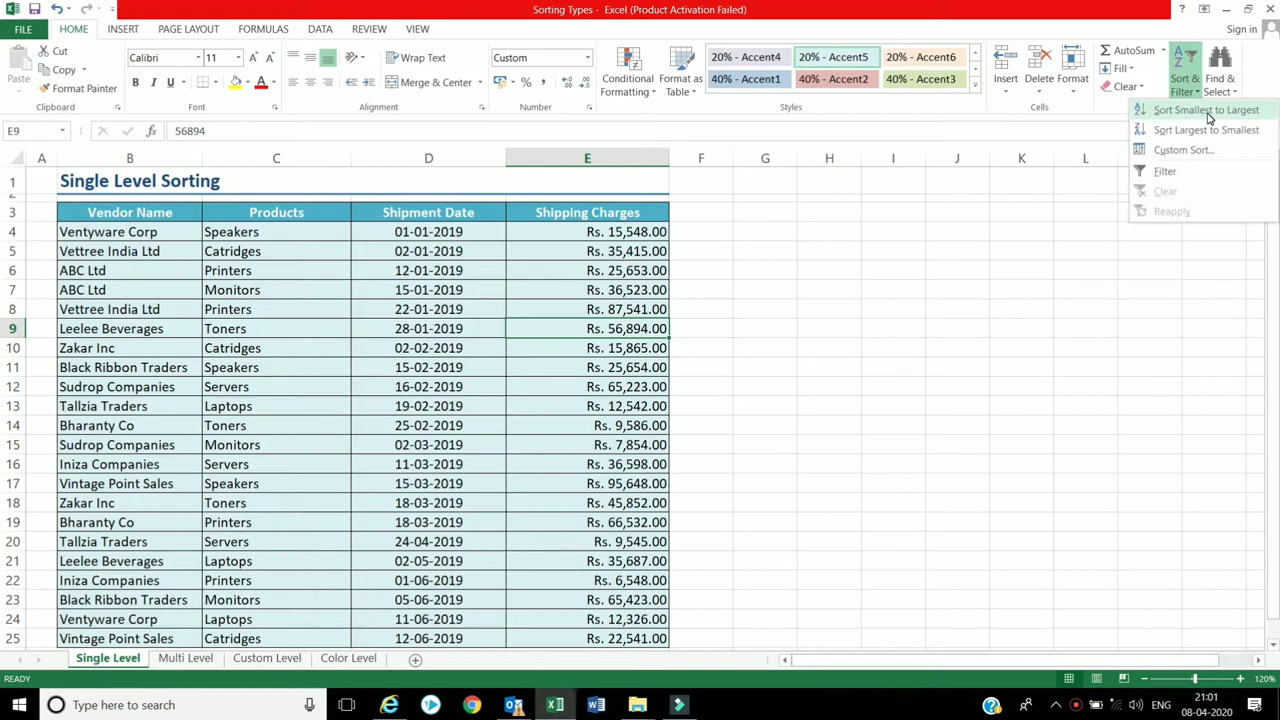 Sorting Types - Excel (Product Activation Failed)
FILE HOME INSERT PAGE LAYOUT FORMULAS DATA REVIEW VIEW Sign in
Cut
Copy
Format Painter
Paste
Clipboard
Calibri 11
B I U
Font
Wrap Text
Merge & Center
Alignment
Custom
%
Number
Conditional Formatting
Format as Table
20% - Accent4 20% - Accent5 20% - Accent6
40% - Accent1 40% - Accent2 40% - Accent3
Styles
Insert Delete Format
Cells
AutoSum
Fill
Clear
Sort & Filter
Find & Select
Sort Smallest to Largest
Sort Largest to Smallest
Custom Sort...
Filter
Clear
Reapply
E9 fx 56894
A B C D E F G H I J K L
1 Single Level Sorting
3 Vendor Name Products Shipment Date Shipping Charges
4 Ventyware Corp Speakers 01-01-2019 Rs. 15,548.00
5 Vettree India Ltd Catridges 02-01-2019 Rs. 35,415.00
6 ABC Ltd Printers 12-01-2019 Rs. 25,653.00
7 ABC Ltd Monitors 15-01-2019 Rs. 36,523.00
8 Vettree India Ltd Printers 22-01-2019 Rs. 87,541.00
9 Leelee Beverages Toners 28-01-2019 Rs. 56,894.00
10 Zakar Inc Catridges 02-02-2019 Rs. 15,865.00
11 Black Ribbon Traders Speakers 15-02-2019 Rs. 25,654.00
12 Sudrop Companies Servers 16-02-2019 Rs. 65,223.00
13 Tallzia Traders Laptops 19-02-2019 Rs. 12,542.00
14 Bharanty Co Toners 25-02-2019 Rs. 9,586.00
15 Sudrop Companies Monitors 02-03-2019 Rs. 7,854.00
16 Iniza Companies Servers 11-03-2019 Rs. 36,598.00
17 Vintage Point Sales Speakers 15-03-2019 Rs. 95,648.00
18 Zakar Inc Toners 18-03-2019 Rs. 45,852.00
19 Bharanty Co Printers 18-03-2019 Rs. 66,532.00
20 Tallzia Traders Servers 24-04-2019 Rs. 9,545.00
21 Leelee Beverages Laptops 02-05-2019 Rs. 35,687.00
22 Iniza Companies Printers 01-06-2019 Rs. 6,548.00
23 Black Ribbon Traders Monitors 05-06-2019 Rs. 65,423.00
24 Ventyware Corp Laptops 11-06-2019 Rs. 12,326.00
25 Vintage Point Sales Catridges 12-06-2019 Rs. 22,541.00
Single Level Multi Level Custom Level Color Level
READY 120%
Type here to search
ENG
21:01
08-04-2020